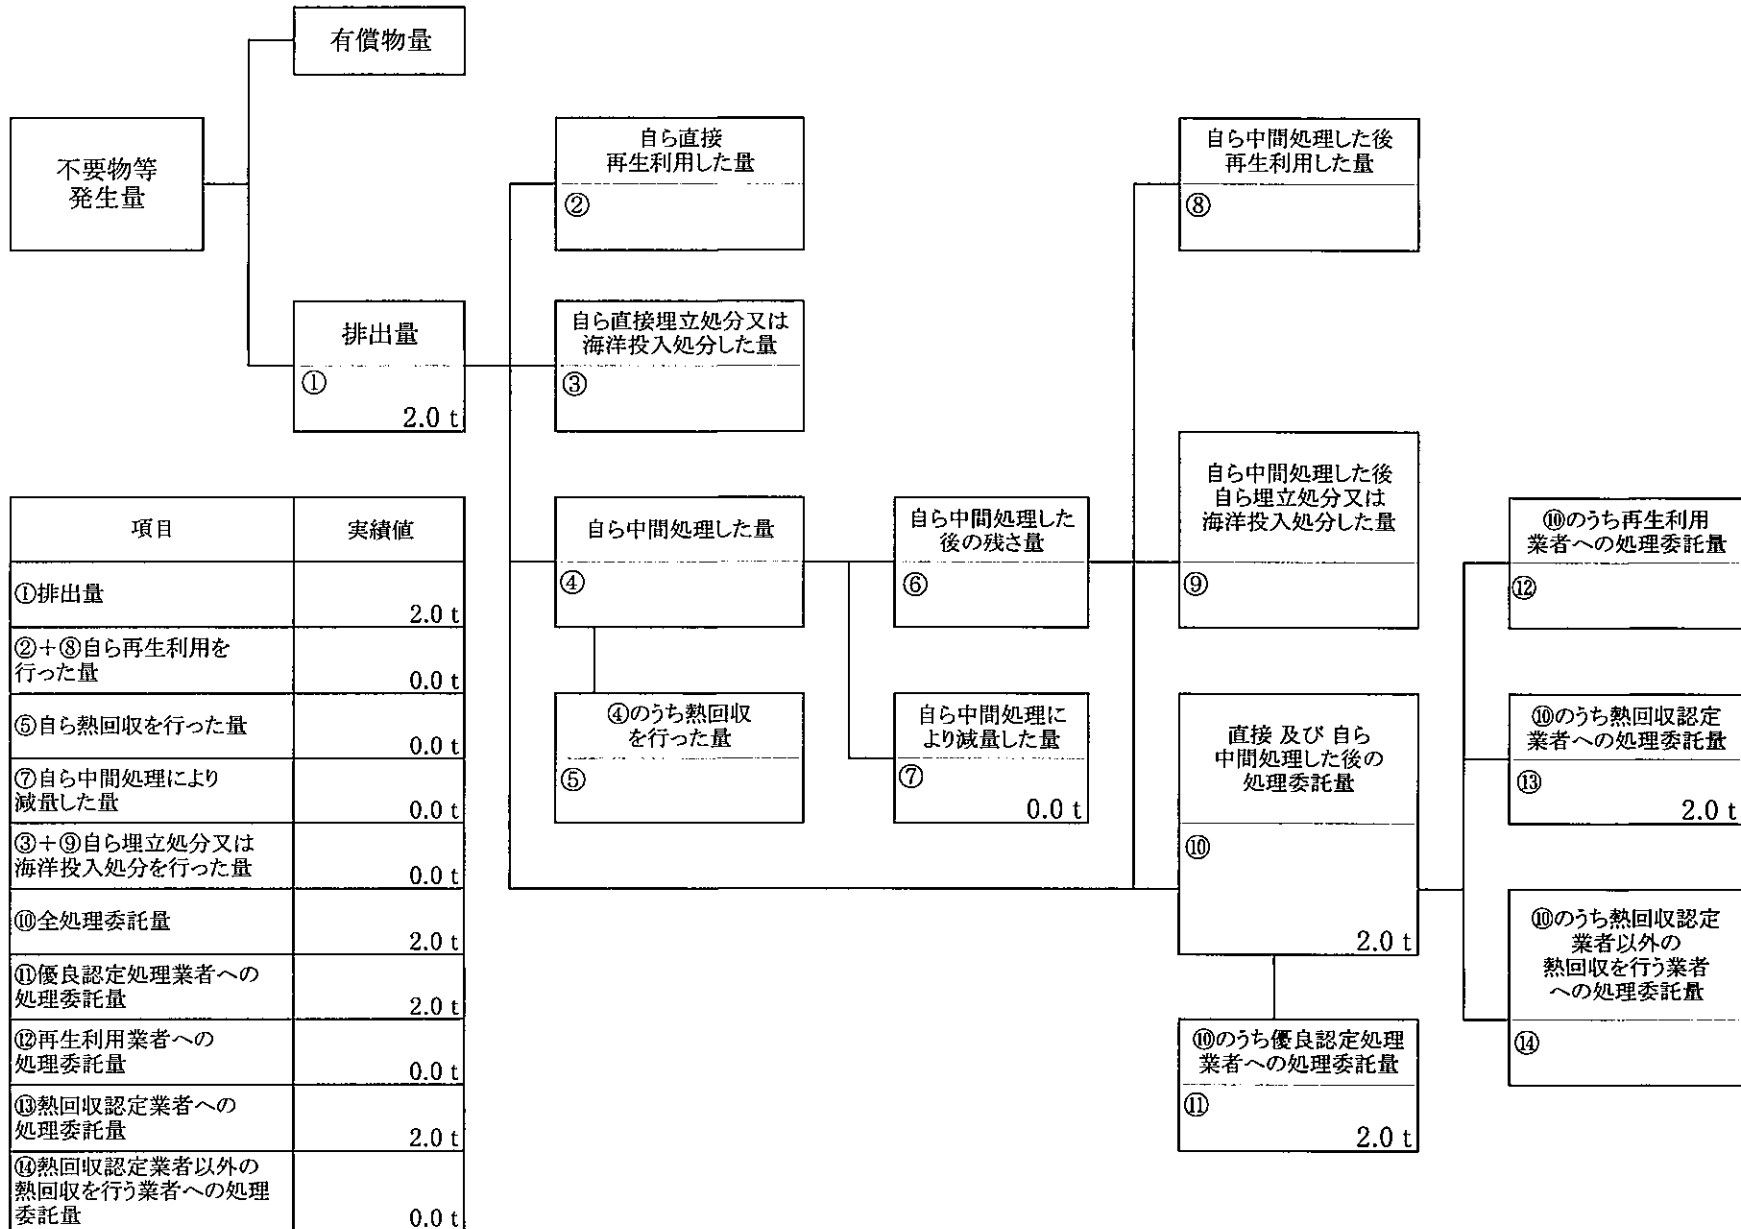 有償物量
不要物等
発生量
自ら直接
再生利用した量
②
自ら中間処理した後
再生利用した量
⑧
排出量
①
2.0 t
自ら直接埋立処分又は
海洋投入処分した量
③
自ら中間処理した量
④
自ら中間処理した
後の残さ量
⑥
自ら中間処理した後
自ら埋立処分又は
海洋投入処分した量
⑨
⑩のうち再生利用
業者への処理委託量
⑫
④のうち熱回収
を行った量
⑤
自ら中間処理に
より減量した量
⑦
0.0 t
直接 及び 自ら
中間処理した後の
処理委託量
⑩
2.0 t
⑩のうち熱回収認定
業者への処理委託量
⑬
2.0 t
⑩のうち熱回収認定
業者以外の
熱回収を行う業者
への処理委託量
⑭
⑩のうち優良認定処理
業者への処理委託量
⑪
2.0 t
項目 実績値
①排出量
2.0 t
②+⑧自ら再生利用を
行った量
0.0 t
⑤自ら熱回収を行った量
0.0 t
⑦自ら中間処理により
減量した量
0.0 t
③+⑨自ら埋立処分又は
海洋投入処分を行った量
0.0 t
⑩全処理委託量
2.0 t
⑪優良認定処理業者への
処理委託量
2.0 t
⑫再生利用業者への
処理委託量
0.0 t
⑬熱回収認定業者への
処理委託量
2.0 t
⑭熱回収認定業者以外の
熱回収を行う業者への処理
委託量
0.0 t